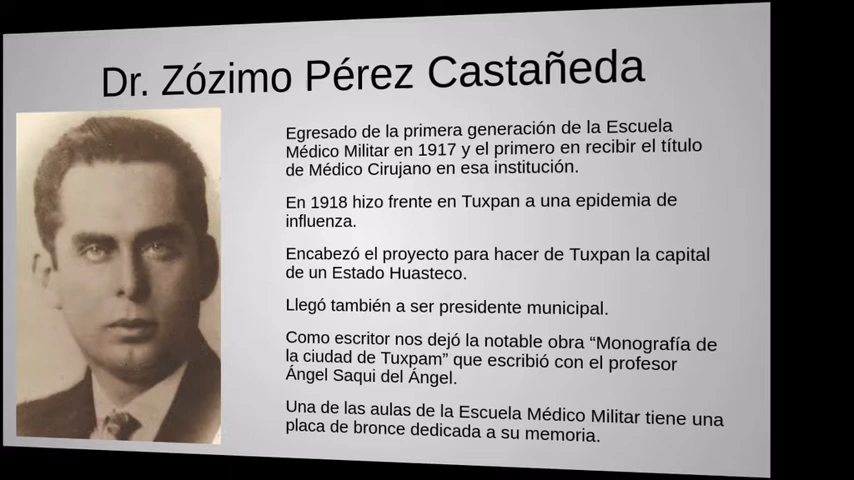 Dr. Zózimo Pérez Castañeda
Egresado de la primera generación de la Escuela
Médico Militar en 1917 y el primero en recibir el título
de Médico Cirujano en esa institución.
En 1918 hizo frente en Tuxpan a una epidemia de
influenza.
Encabezó el proyecto para hacer de Tuxpan la capital
de un Estado Huasteco.
Llegó también a ser presidente municipal.
Como escritor nos dejó la notable obra “Monografía de
la ciudad de Tuxpam” que escribió con el profesor
Ángel Saqui del Ángel.
Una de las aulas de la Escuela Médico Militar tiene una
placa de bronce dedicada a su memoria.